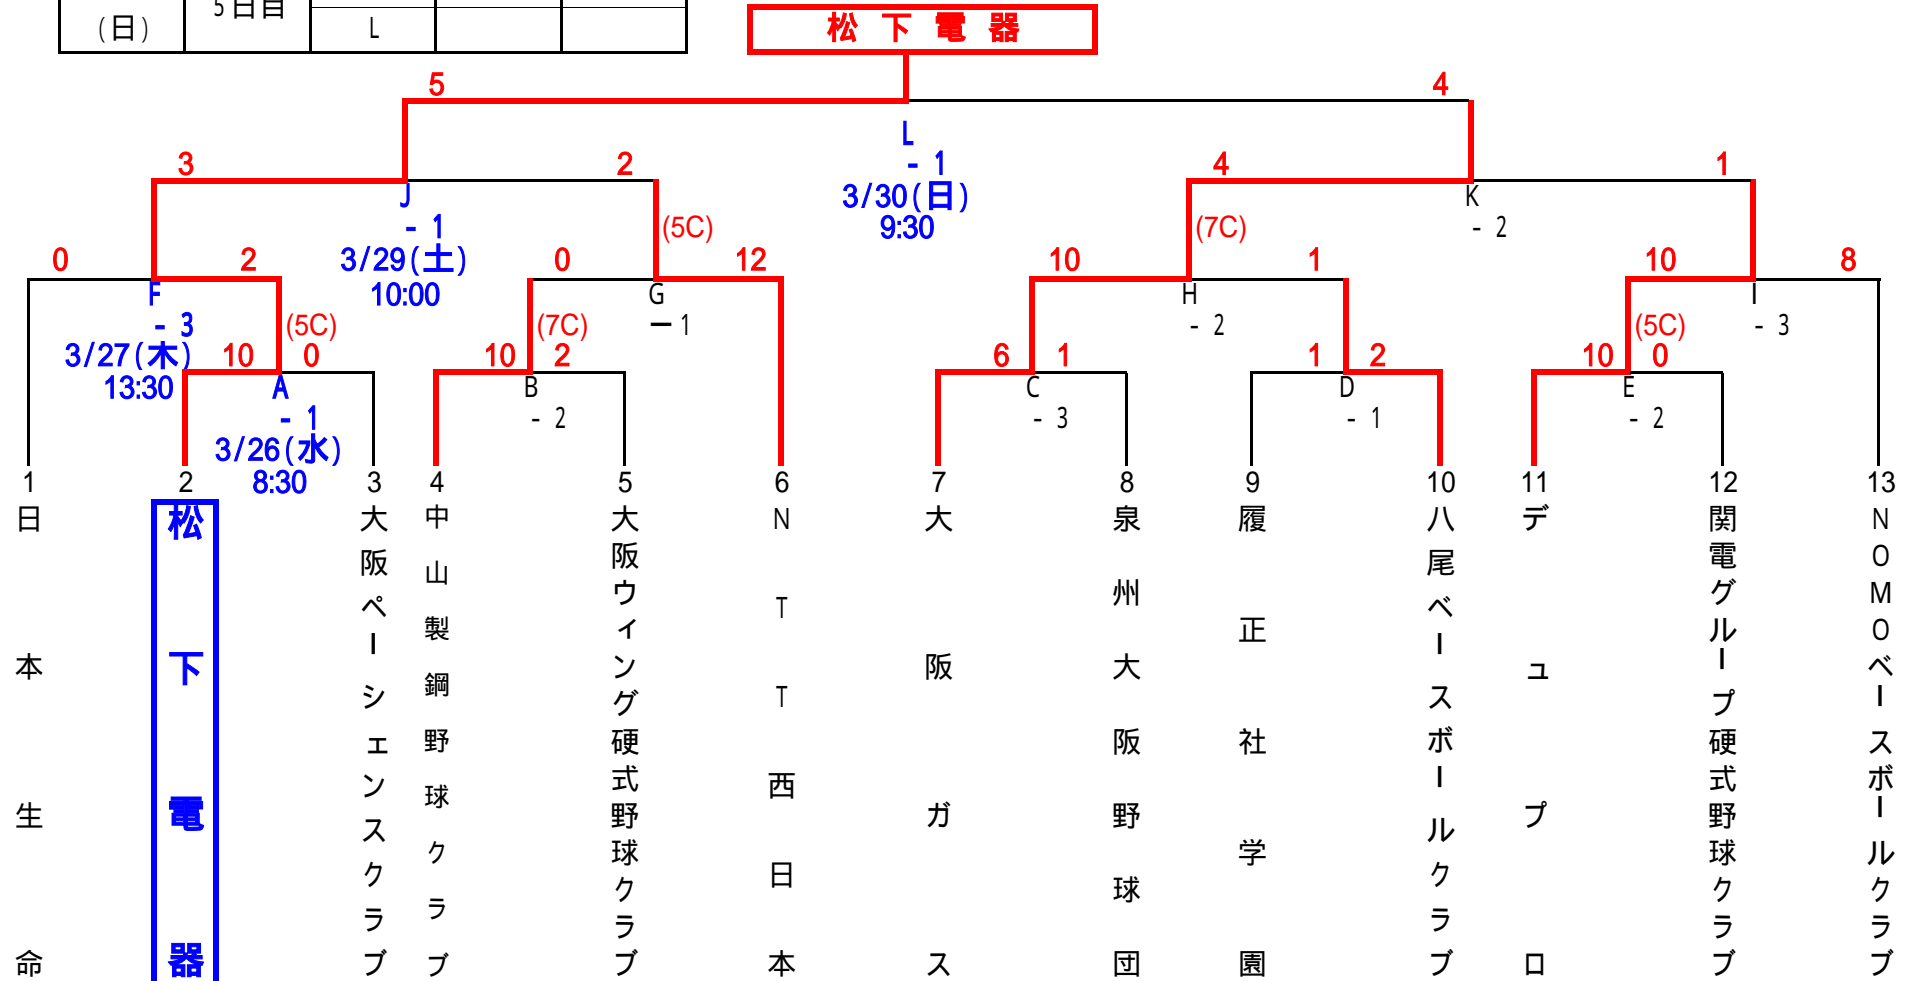 5日目
(日)
L
松下電器
5
4
L
- 1
3/30(日)
9:30
3
2
4
1
J
- 1
3/29(土)
10:00
(5C)
(7C)
K
- 2
0
2
0
12
10
1
10
8
F
- 3
3/27(木)
13:30
(5C)
(7C)
G
ー 1
H
- 2
(5C)
I
- 3
10
0
10
2
6
1
1
2
10
0
A
- 1
3/26(水)
8:30
B
- 2
C
- 3
D
- 1
E
- 2
1
日本生命
2
松下電器
3
大阪ペーシェンスクラブ
4
中山製鋼野球クラブ
5
大阪ウィング硬式野球クラブ
6
NTT西日本
7
大阪ガス
8
泉州大阪野球団
9
履正社学園
10
八尾ベースボールクラブ
11
デュプロ
12
関電グループ硬式野球クラブ
13
NOMOベースボールクラブ